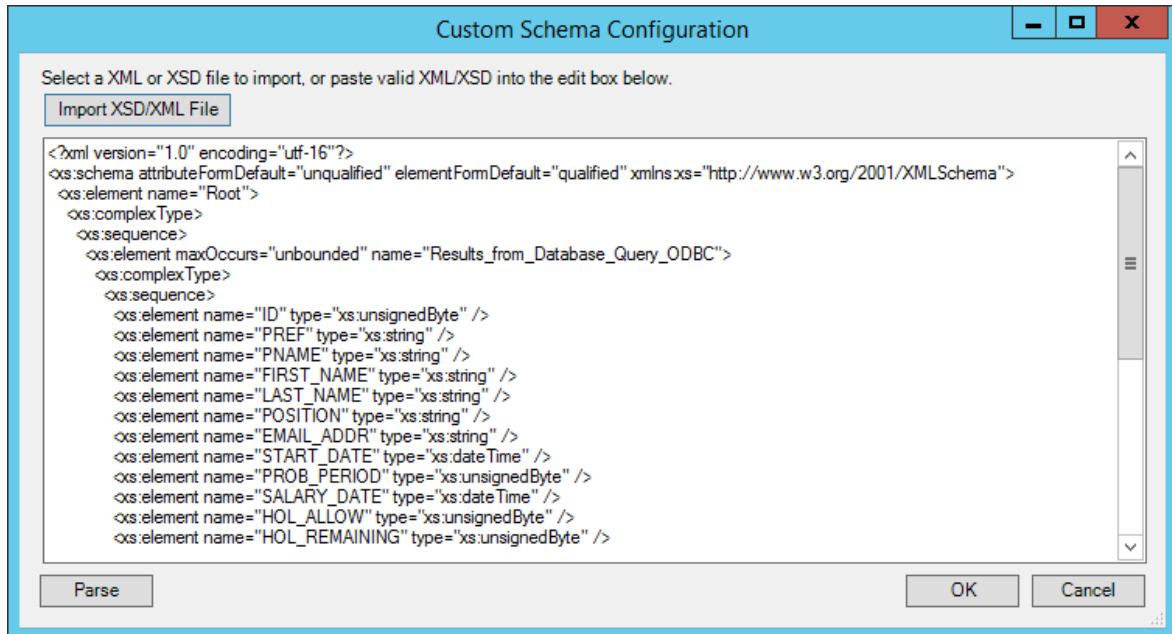 Custom Schema Configuration
Select a XML or XSD file to import, or paste valid XML/XSD into the edit box below.
Import XSD/XML File
<?xml version="1.0" encoding="utf-16"?>
<xs:schema attributeFormDefault="unqualified" elementFormDefault="qualified" xmlns:xs="http://www.w3.org/2001/XMLSchema">
<xs:element name="Root">
<xs:complexType>
<xs:sequence>
<xs:element maxOccurs="unbounded" name="Results_from_Database_Query_ODBC">
<xs:complexType>
<xs:sequence>
<xs:element name="ID" type="xs:unsignedByte" />
<xs:element name="PREF" type="xs:string" />
<xs:element name="PNAME" type="xs:string" />
<xs:element name="FIRST_NAME" type="xs:string" />
<xs:element name="LAST_NAME" type="xs:string" />
<xs:element name="POSITION" type="xs:string" />
<xs:element name="EMAIL_ADDR" type="xs:string" />
<xs:element name="START_DATE" type="xs:dateTime" />
<xs:element name="PROB_PERIOD" type="xs:unsignedByte" />
<xs:element name="SALARY_DATE" type="xs:dateTime" />
<xs:element name="HOL_ALLOW" type="xs:unsignedByte" />
<xs:element name="HOL_REMAINING" type="xs:unsignedByte" />
Parse
OK
Cancel